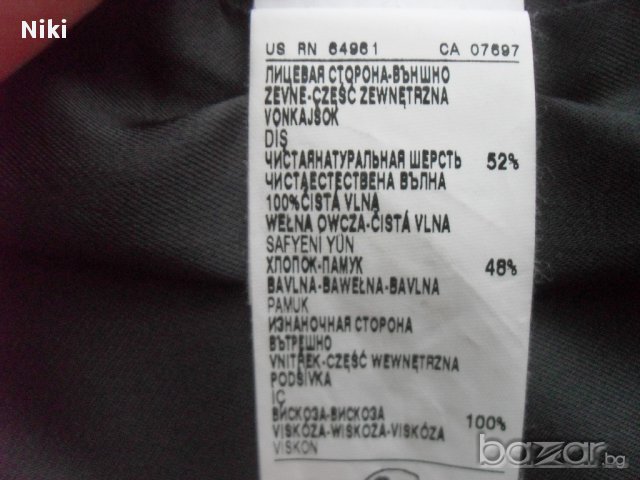 Niki
US RN 64961 CA 07697
ЛИЦЕВАЯ СТОРОНА-ВЪНШНО
ZEVNE-CZĘŚĆ ZEWNĘTRZNA
VONKAJŠOK
DIŞ
ЧИСТАЯНАТУРАЛЬНАЯ ШЕРСТЬ 52%
ЧИСТАЕСТЕСТВЕНА ВЪЛНА
100%ČISTÁ VLNA
WEŁNA OWCZA-ČISTÁ VLNA
SAFYENI YÜN
ХЛОПОК-ПАМУК 48%
BAVLNA-BAWEŁNA-BAVLNA
PAMUK
ИЗНАНОЧНАЯ СТОРОНА
ВЪТРЕШНО
VNITŘEK-CZĘŚĆ WEWNĘTRZNA
PODŠÍVKA
IÇ
ВИСКОЗА-ВИСКОЗА 100%
VISKÓZA-WISKOZA-VISKÓZA
VISKON
bazar.bg